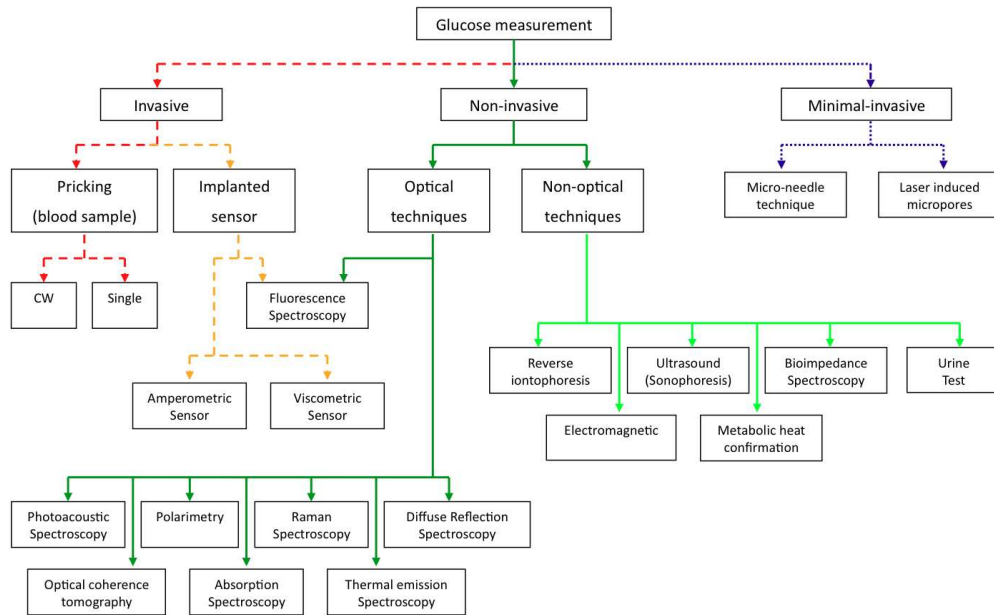 Glucose measurement
Invasive
Non-invasive
Minimal-invasive
Pricking
(blood sample)
Implanted
sensor
Optical
techniques
Non-optical
techniques
Micro-needle
technique
Laser induced
micropores
CW
Single
Fluorescence
Spectroscopy
Reverse
iontophoresis
Ultrasound
(Sonophoresis)
Bioimpedance
Spectroscopy
Urine
Test
Amperometric
Sensor
Viscometric
Sensor
Electromagnetic
Metabolic heat
confirmation
Photoacoustic
Spectroscopy
Polarimetry
Raman
Spectroscopy
Diffuse Reflection
Spectroscopy
Optical coherence
tomography
Absorption
Spectroscopy
Thermal emission
Spectroscopy